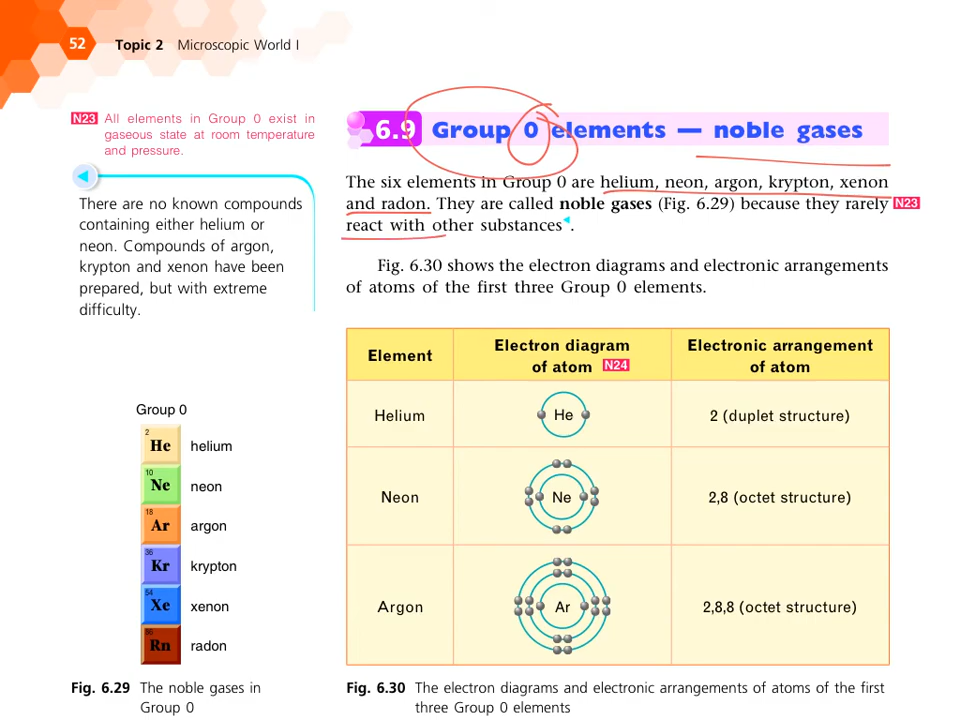 52 Topic 2 Microscopic World I
N23 All elements in Group 0 exist in
gaseous state at room temperature
and pressure.
There are no known compounds
containing either helium or
neon. Compounds of argon,
krypton and xenon have been
prepared, but with extreme
difficulty.
6.9 Group 0 elements — noble gases
The six elements in Group 0 are helium, neon, argon, krypton, xenon
and radon. They are called noble gases (Fig. 6.29) because they rarely N23
react with other substances.
Fig. 6.30 shows the electron diagrams and electronic arrangements
of atoms of the first three Group 0 elements.
Group 0
2 He helium
10 Ne neon
18 Ar argon
36 Kr krypton
54 Xe xenon
86 Rn radon
Fig. 6.29 The noble gases in
Group 0
Element
Electron diagram
of atom N24
Electronic arrangement
of atom
Helium He 2 (duplet structure)
Neon Ne 2,8 (octet structure)
Argon Ar 2,8,8 (octet structure)
Fig. 6.30 The electron diagrams and electronic arrangements of atoms of the first
three Group 0 elements